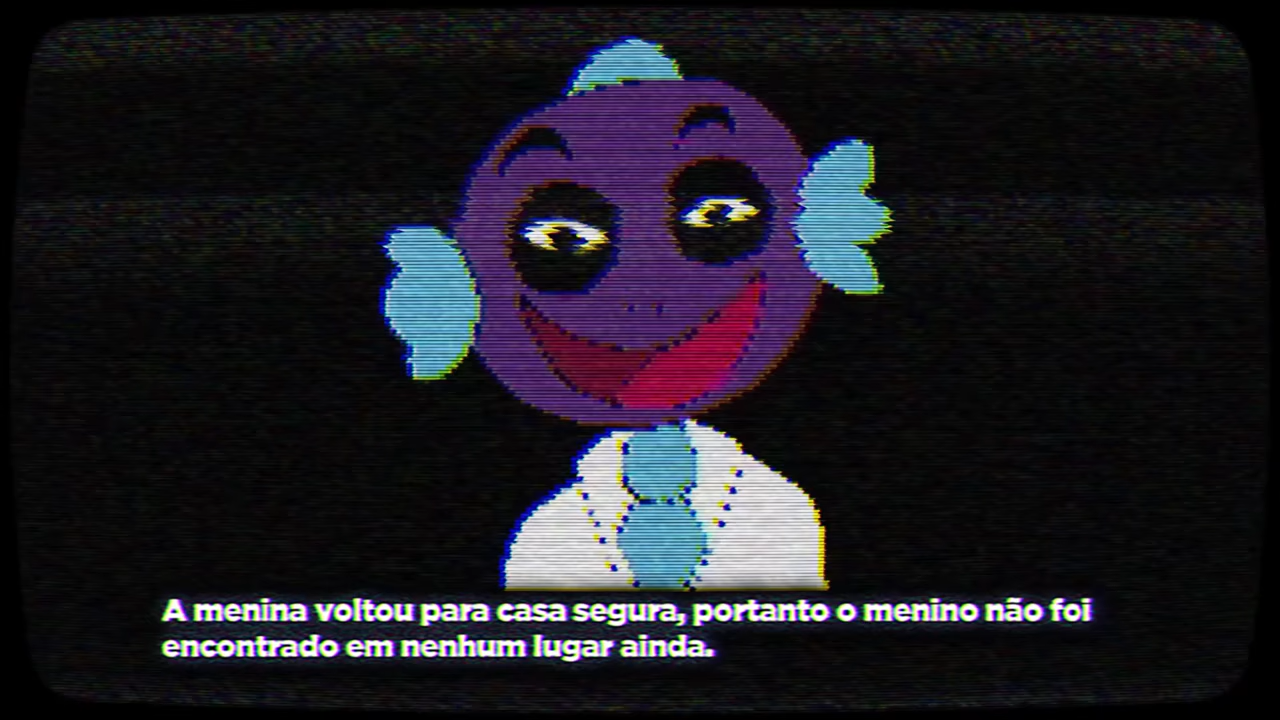 A menina voltou para casa segura, portanto o menino não foi
encontrado em nenhum lugar ainda.